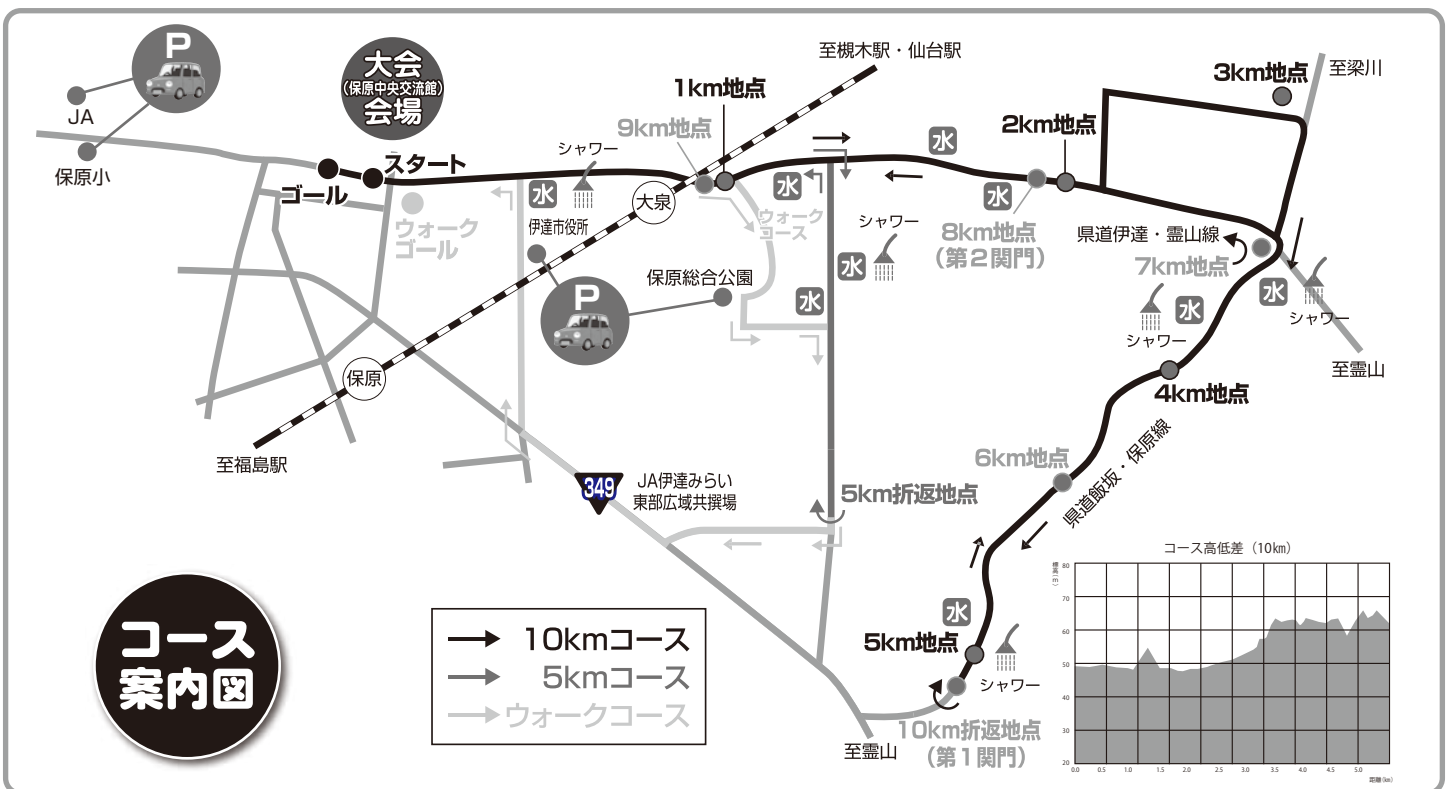 P
JA
保原小
大会
(保原中央交流館)
会場
至槻木駅・仙台駅
1km地点
9km地点
シャワー
スタート
ゴール
水
大泉
伊達市役所
ウォーク
ゴール
ウォーク
コース
水
水
2km地点
3km地点
至梁川
水
8km地点
(第2関門)
シャワー
水
水
県道伊達・霊山線
7km地点
水
シャワー
水
シャワー
至霊山
保原総合公園
P
保原
至福島駅
4km地点
県道飯坂・保原線
6km地点
349
JA伊達みらい
東部広域共撰場
5km折返地点
水
5km地点
シャワー
10km折返地点
(第1関門)
至霊山
コース
案内図
10kmコース
5kmコース
ウォークコース
コース高低差(10km)
標高(m)
80
70
60
50
40
30
20
0.0 0.5 1.0 1.5 2.0 2.5 3.0 3.5 4.0 4.5 5.0
距離(km)